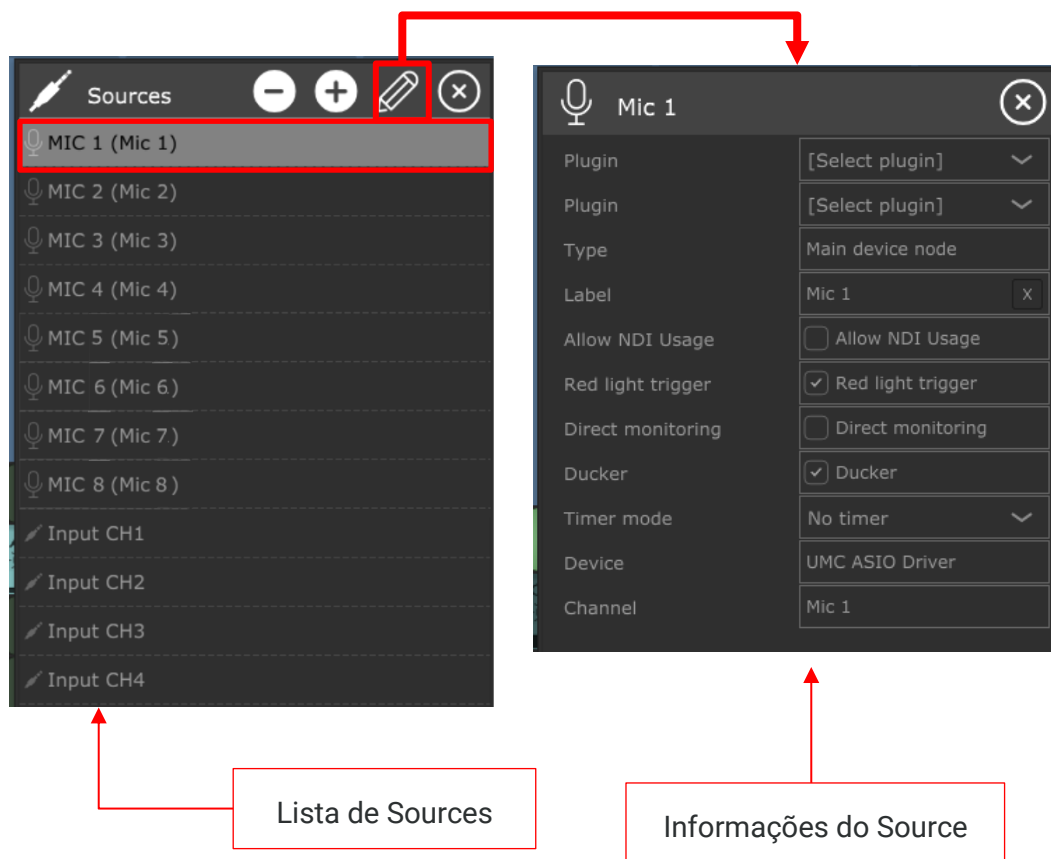 Sources
MIC 1 (Mic 1)
MIC 2 (Mic 2)
MIC 3 (Mic 3)
MIC 4 (Mic 4)
MIC 5 (Mic 5)
MIC 6 (Mic 6)
MIC 7 (Mic 7)
MIC 8 (Mic 8)
Input CH1
Input CH2
Input CH3
Input CH4
Lista de Sources
Mic 1
Plugin [Select plugin]
Plugin [Select plugin]
Type Main device node
Label Mic 1 X
Allow NDI Usage Allow NDI Usage
Red light trigger Red light trigger
Direct monitoring Direct monitoring
Ducker Ducker
Timer mode No timer
Device UMC ASIO Driver
Channel Mic 1
Informações do Source